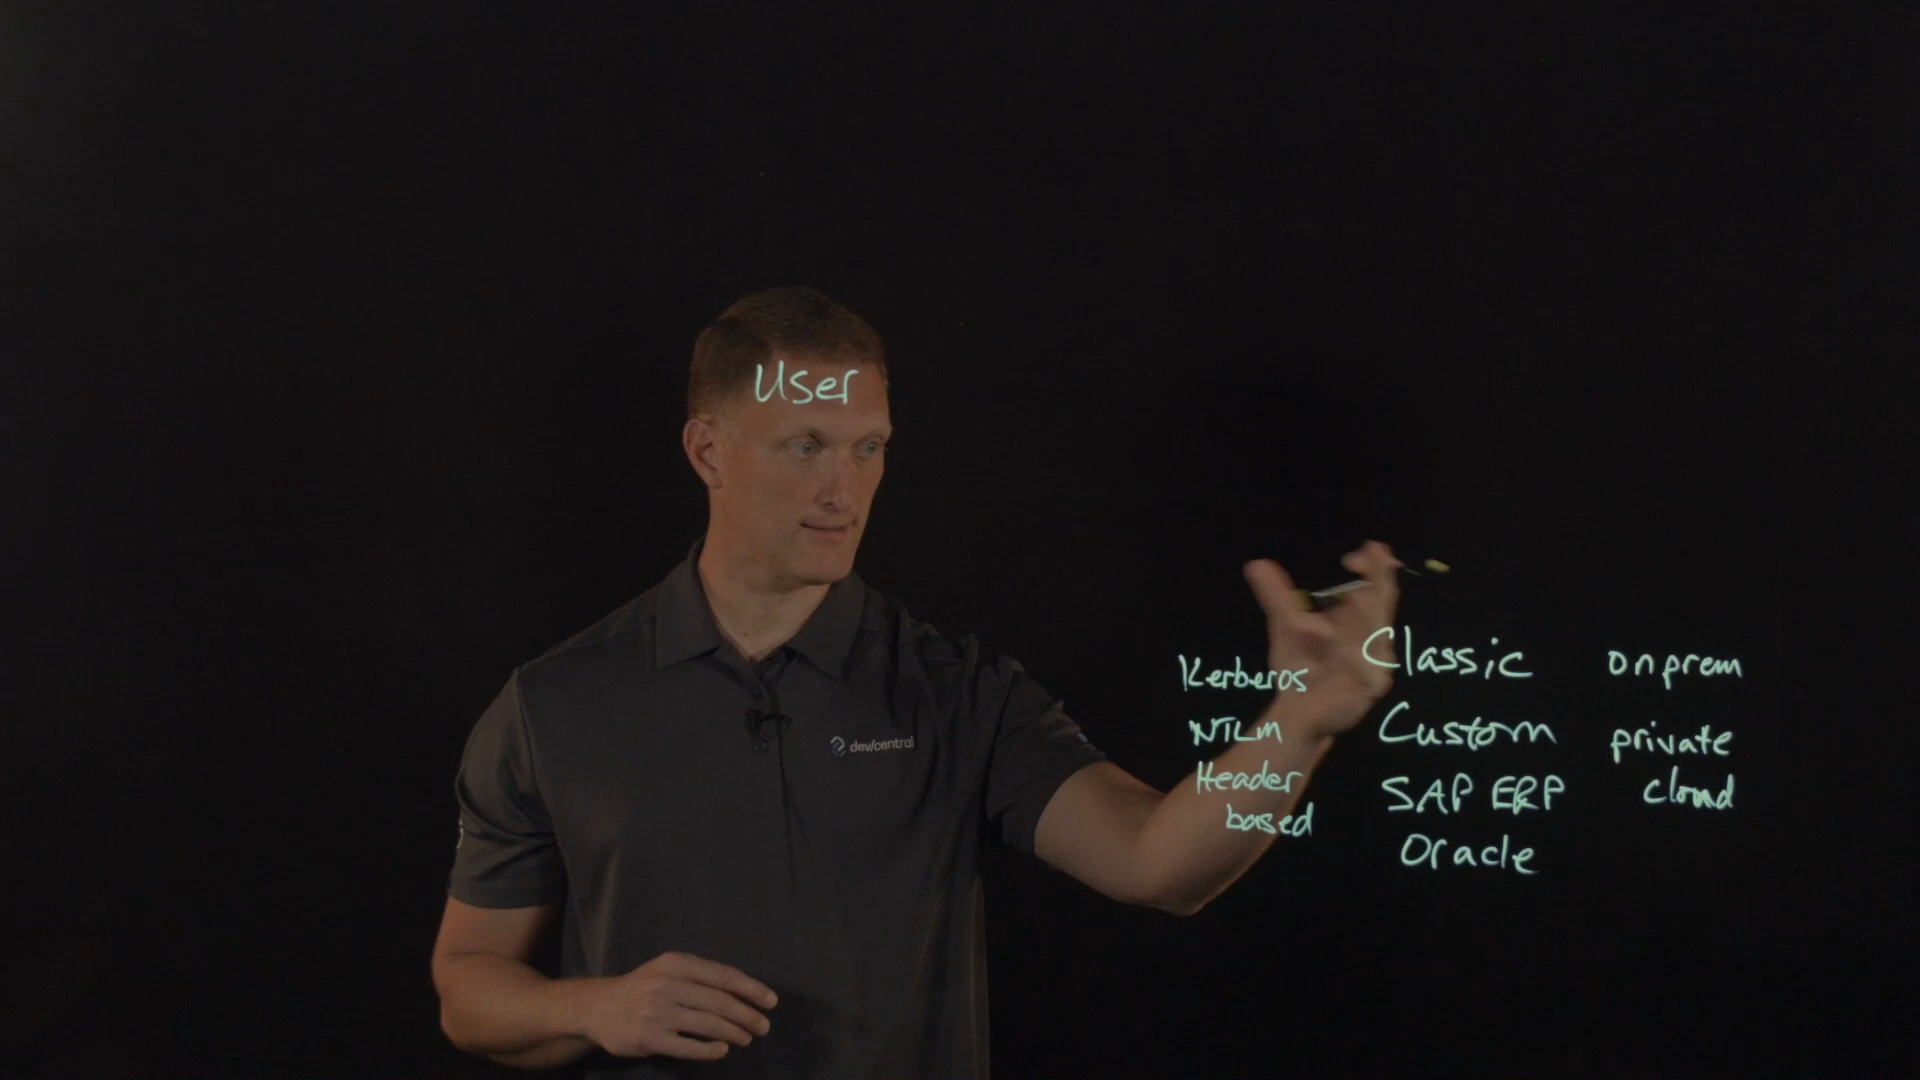 User
dev/central
Kerberos
NTLM
Header
based
Classic
Custom
SAP ERP
Oracle
onprem
private
cloud